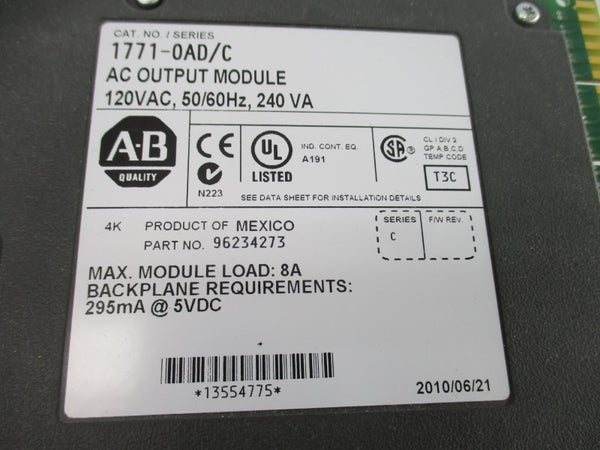 CAT. NO. / SERIES
1771-OAD/C
AC OUTPUT MODULE
120VAC, 50/60Hz, 240 VA
A-B
QUALITY
CE
N223
UL
LISTED
IND. CONT. EQ.
A191
SA
CL I DIV 2
GP A,B,C,D
TEMP CODE
T3C
SEE DATA SHEET FOR INSTALLATION DETAILS
4K PRODUCT OF MEXICO
PART NO. 96234273
SERIES
C
F/W REV.
MAX. MODULE LOAD: 8A
BACKPLANE REQUIREMENTS:
295mA @ 5VDC
*13554775*
2010/06/21